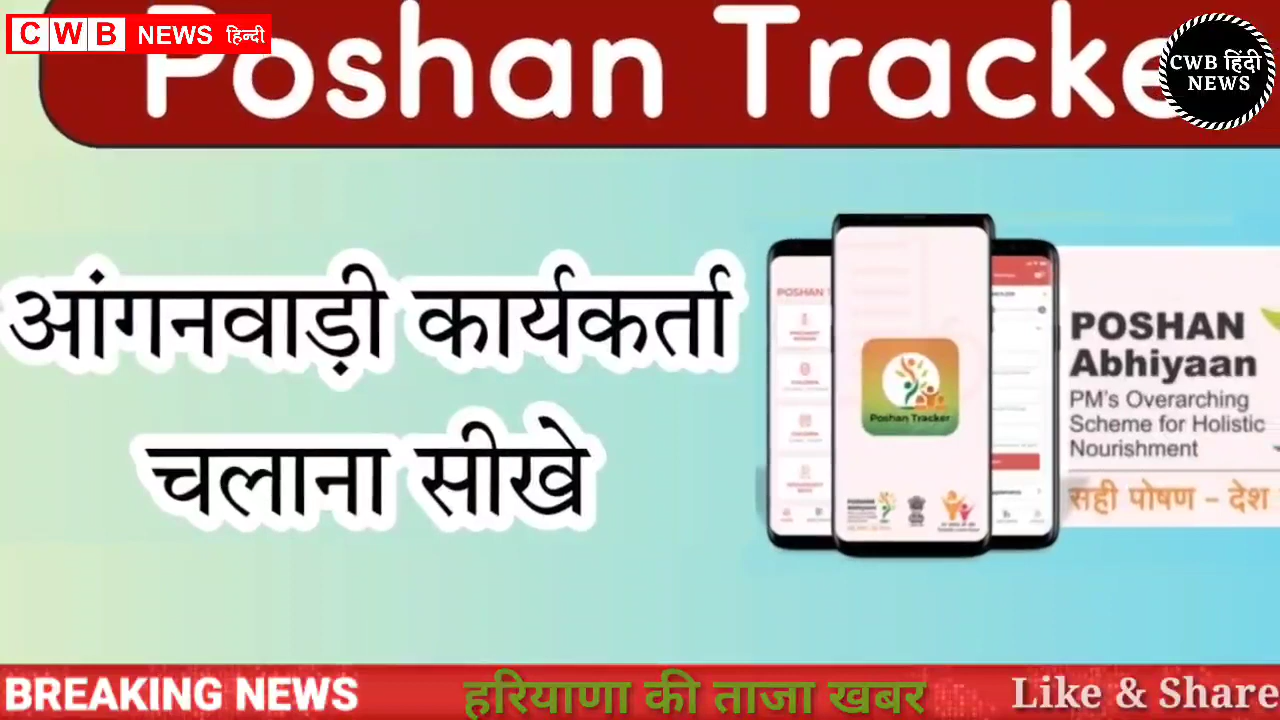 CWB NEWS हिन्दी
Poshan Tracke
CWB हिंदी
NEWS
आंगनवाड़ी कार्यकर्ता
चलाना सीखे
POSHAN T
Poshan Tracker
POSHAN
Abhiyaan
PM's Overarching
Scheme for Holistic
Nourishment
सही पोषण – देश
BREAKING NEWS
हरियाणा की ताजा खबर
Like & Share